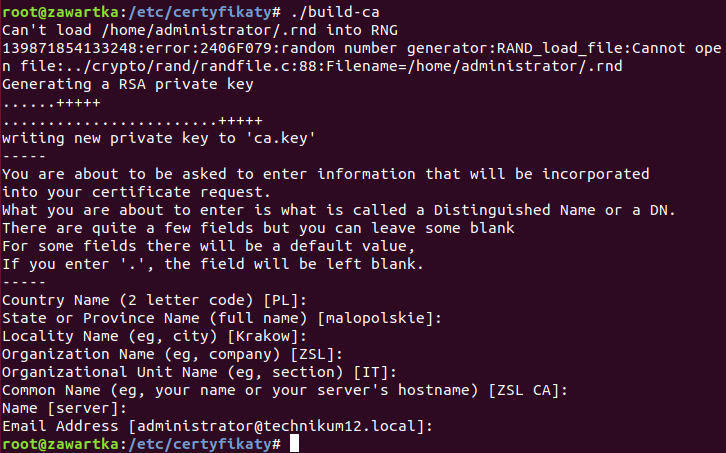 root@zawartka:/etc/certyfikaty# ./build-ca
Can't load /home/administrator/.rnd into RNG
139871854133248:error:2406F079:random number generator:RAND_load_file:Cannot ope
n file:../crypto/rand/randfile.c:88:Filename=/home/administrator/.rnd
Generating a RSA private key
......+++++
........................+++++
writing new private key to 'ca.key'
-----
You are about to be asked to enter information that will be incorporated
into your certificate request.
What you are about to enter is what is called a Distinguished Name or a DN.
There are quite a few fields but you can leave some blank
For some fields there will be a default value,
If you enter '.', the field will be left blank.
-----
Country Name (2 letter code) [PL]:
State or Province Name (full name) [malopolskie]:
Locality Name (eg, city) [Krakow]:
Organization Name (eg, company) [ZSL]:
Organizational Unit Name (eg, section) [IT]:
Common Name (eg, your name or your server's hostname) [ZSL CA]:
Name [server]:
Email Address [administrator@technikum12.local]:
root@zawartka:/etc/certyfikaty#